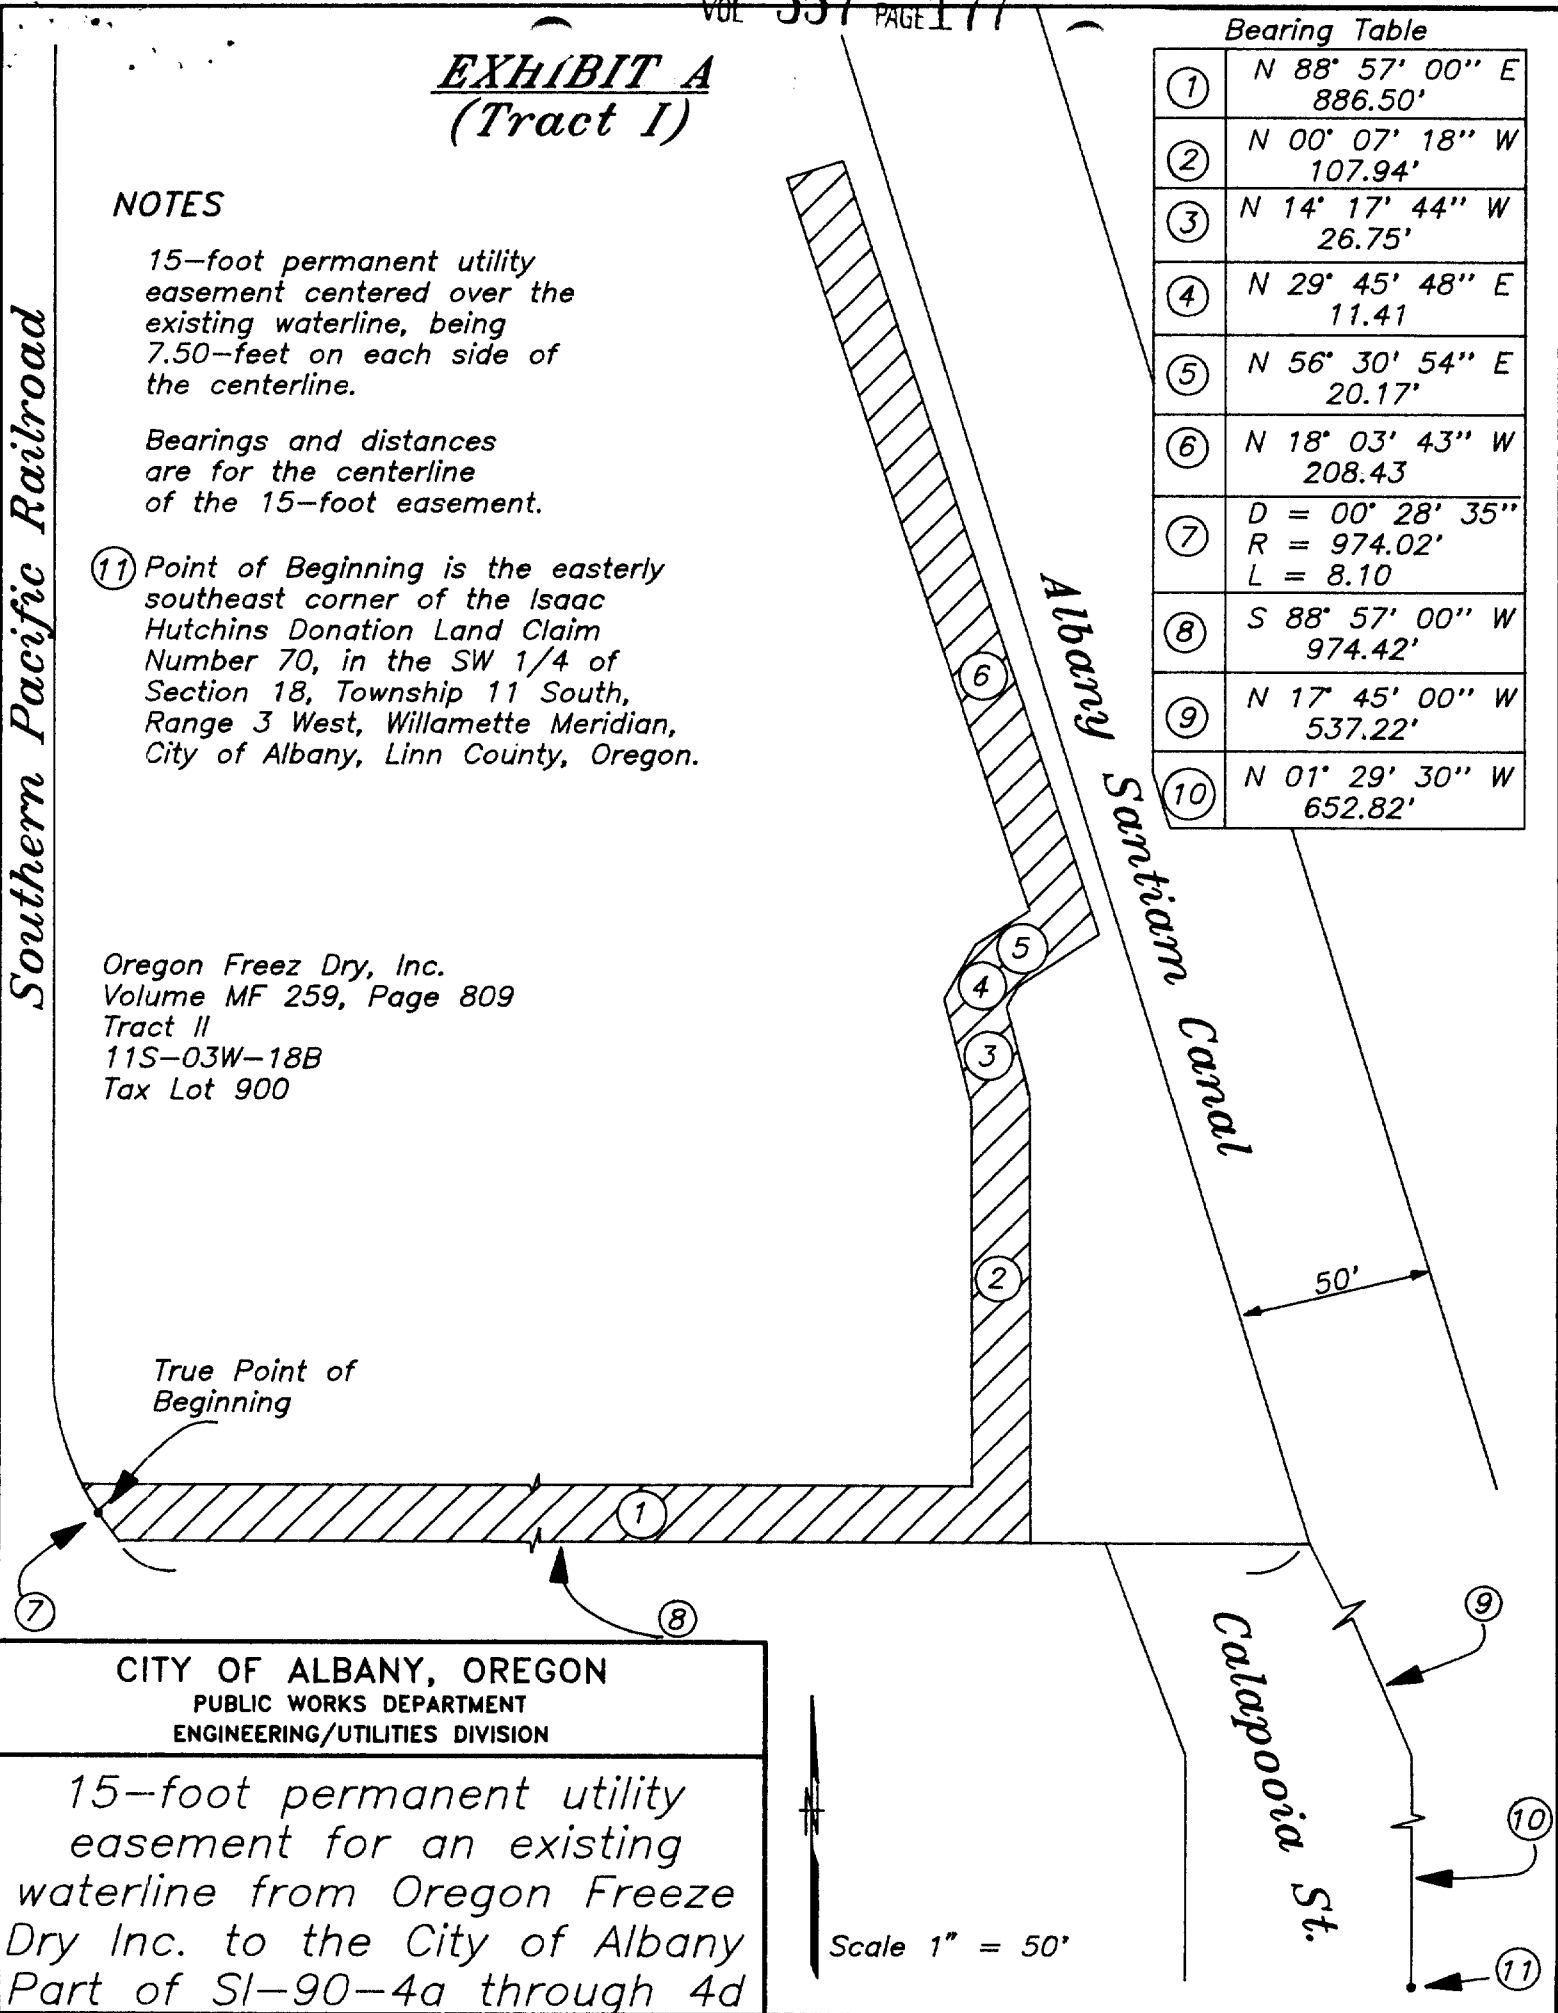 VOL 337 PAGE 177
EXHIBIT A
(Tract I)
NOTES
15-foot permanent utility
easement centered over the
existing waterline, being
7.50-feet on each side of
the centerline.
Bearings and distances
are for the centerline
of the 15-foot easement.
11 Point of Beginning is the easterly
southeast corner of the Isaac
Hutchins Donation Land Claim
Number 70, in the SW 1/4 of
Section 18, Township 11 South,
Range 3 West, Willamette Meridian,
City of Albany, Linn County, Oregon.
Southern Pacific Railroad
Oregon Freez Dry, Inc.
Volume MF 259, Page 809
Tract II
11S-03W-18B
Tax Lot 900
Bearing Table
1 N 88° 57' 00" E
886.50'
2 N 00° 07' 18" W
107.94'
3 N 14° 17' 44" W
26.75'
4 N 29° 45' 48" E
11.41
5 N 56° 30' 54" E
20.17'
6 N 18° 03' 43" W
208.43
7 D = 00° 28' 35"
R = 974.02'
L = 8.10
8 S 88° 57' 00" W
974.42'
9 N 17° 45' 00" W
537.22'
10 N 01° 29' 30" W
652.82'
6
Albany Santiam Canal
5
4
3
2
50'
True Point of
Beginning
1
7
8
9
Calapooia St.
10
11
CITY OF ALBANY, OREGON
PUBLIC WORKS DEPARTMENT
ENGINEERING/UTILITIES DIVISION
15-foot permanent utility
easement for an existing
waterline from Oregon Freeze
Dry Inc. to the City of Albany
Part of SI-90-4a through 4d
N
Scale 1" = 50'